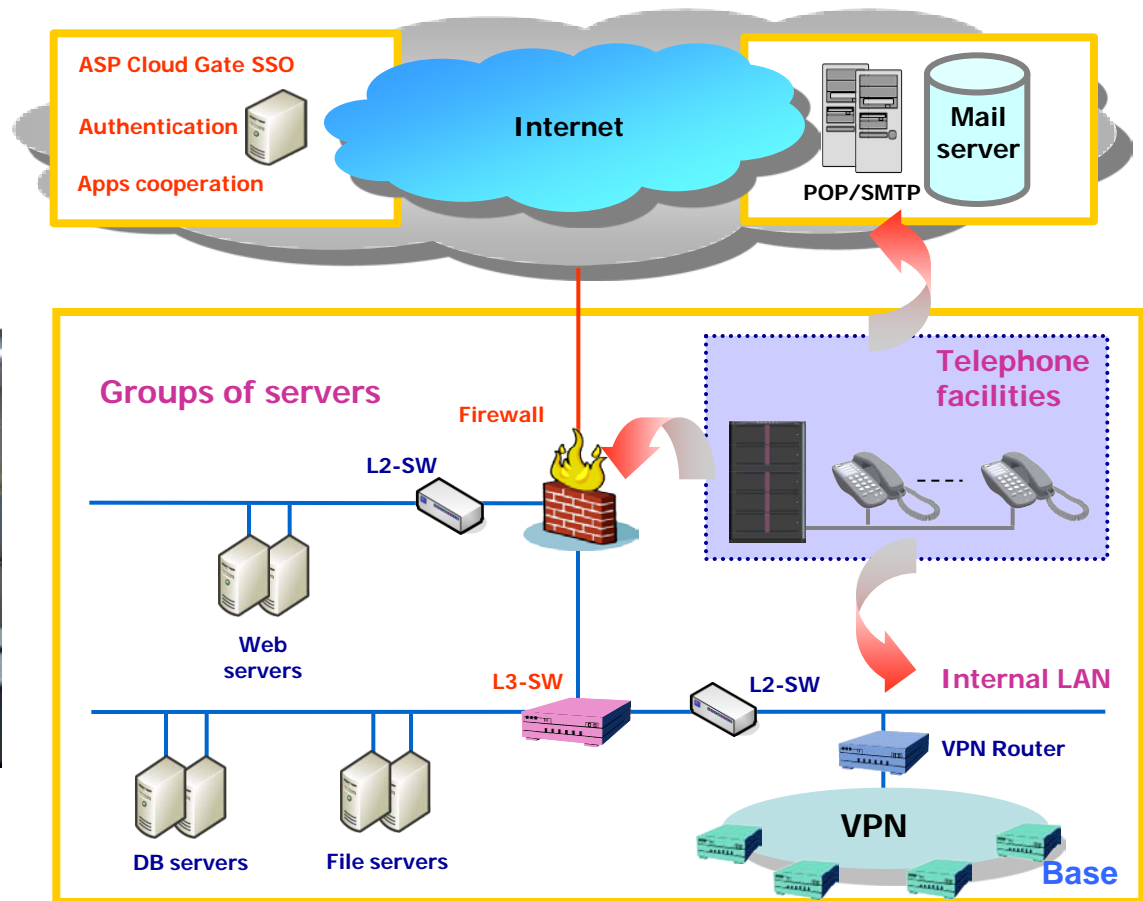 ASP Cloud Gate SSO
Authentication
Apps cooperation
Internet
Mail
server
POP/SMTP
Groups of servers
Telephone
facilities
Firewall
L2-SW
Web
servers
L3-SW
L2-SW
Internal LAN
VPN Router
DB servers
File servers
VPN
Base